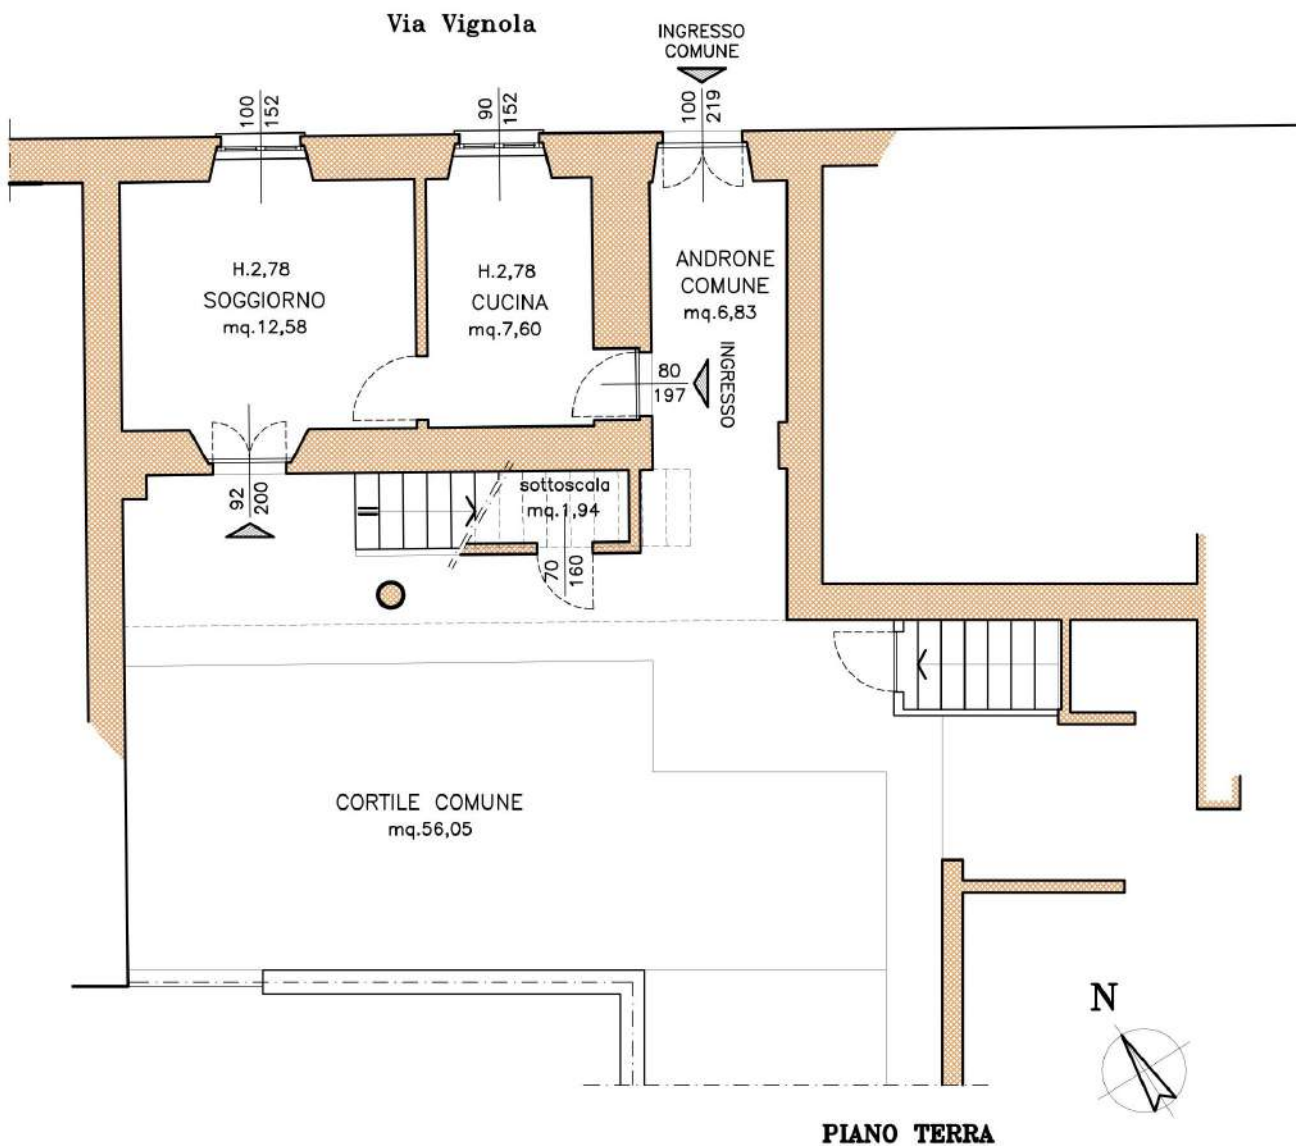 Via Vignola
INGRESSO
COMUNE
100
152
90
152
100
219
H.2,78
SOGGIORNO
mq.12,58
H.2,78
CUCINA
mq.7,60
ANDRONE
COMUNE
mq.6,83
80
197
INGRESSO
92
200
sottoscala
mq.1,94
70
160
CORTILE COMUNE
mq.56,05
N
PIANO TERRA